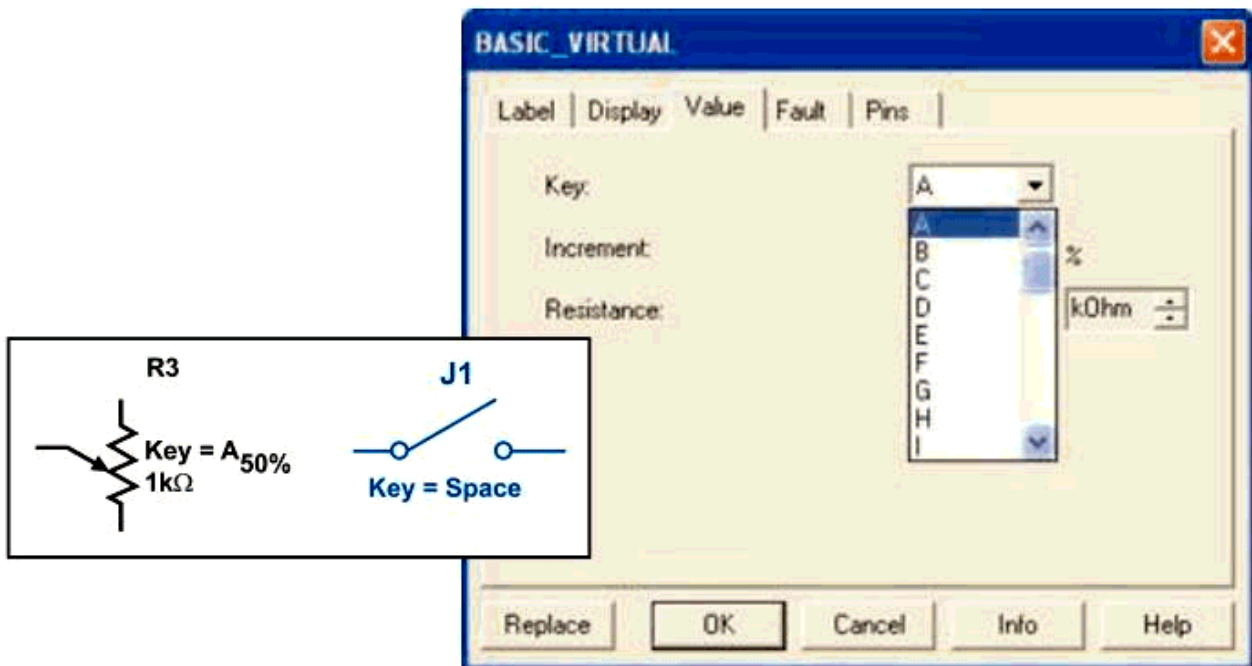 BASIC_VIRTUAL
Label Display Value Fault Pins
Key: A
A
B
C
D
E
F
G
H
I
Increment: %
Resistance: kOhm
R3
Key = A 50%
1kΩ
J1
Key = Space
Replace OK Cancel Info Help